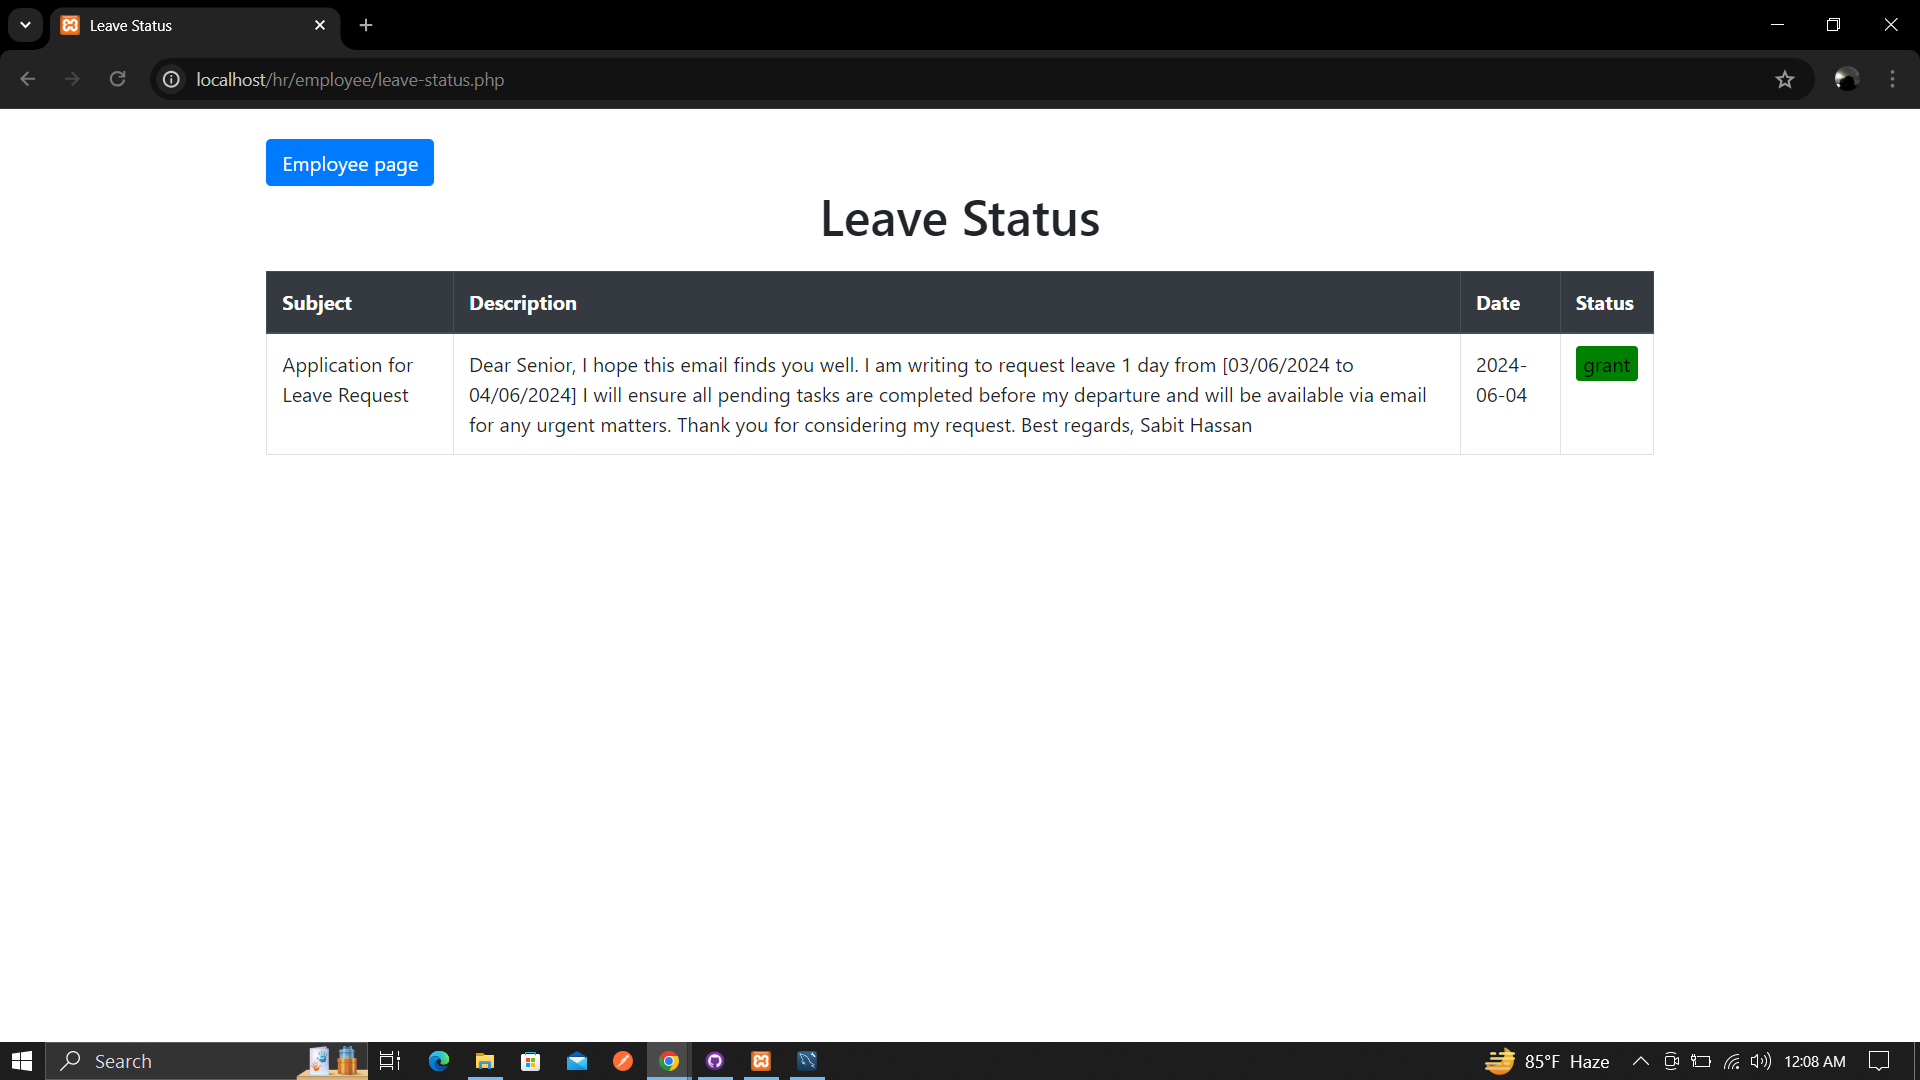 Leave Status
localhost/hr/employee/leave-status.php
Employee page
Leave Status
Subject Description Date Status
Application for
Leave Request
Dear Senior, I hope this email finds you well. I am writing to request leave 1 day from [03/06/2024 to
04/06/2024] I will ensure all pending tasks are completed before my departure and will be available via email
for any urgent matters. Thank you for considering my request. Best regards, Sabit Hassan
2024-
06-04
grant
Search
85°F Haze
12:08 AM